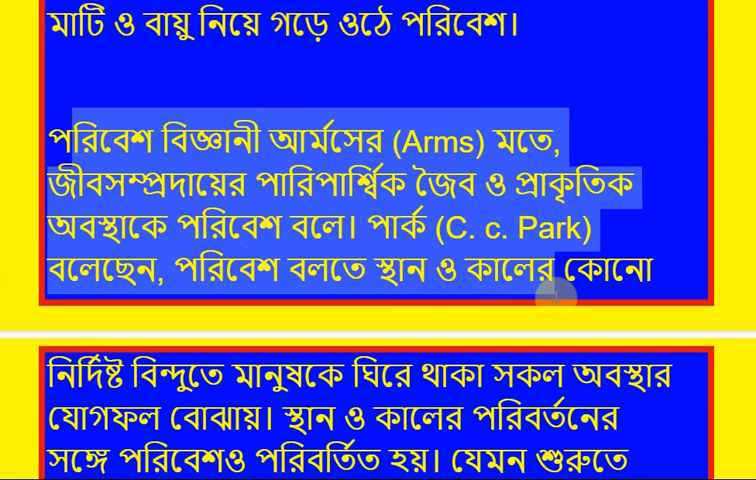 মাটি ও বায়ু নিয়ে গড়ে ওঠে পরিবেশ।
পরিবেশ বিজ্ঞানী আর্মসের (Arms) মতে,
জীবসম্প্রদায়ের পারিপার্শ্বিক জৈব ও প্রাকৃতিক
অবস্থাকে পরিবেশ বলে। পার্ক (C. c. Park)
বলেছেন, পরিবেশ বলতে স্থান ও কালের কোনো
নির্দিষ্ট বিন্দুতে মানুষকে ঘিরে থাকা সকল অবস্থার
যোগফল বোঝায়। স্থান ও কালের পরিবর্তনের
সঙ্গে পরিবেশও পরিবর্তিত হয়। যেমন শুরুতে